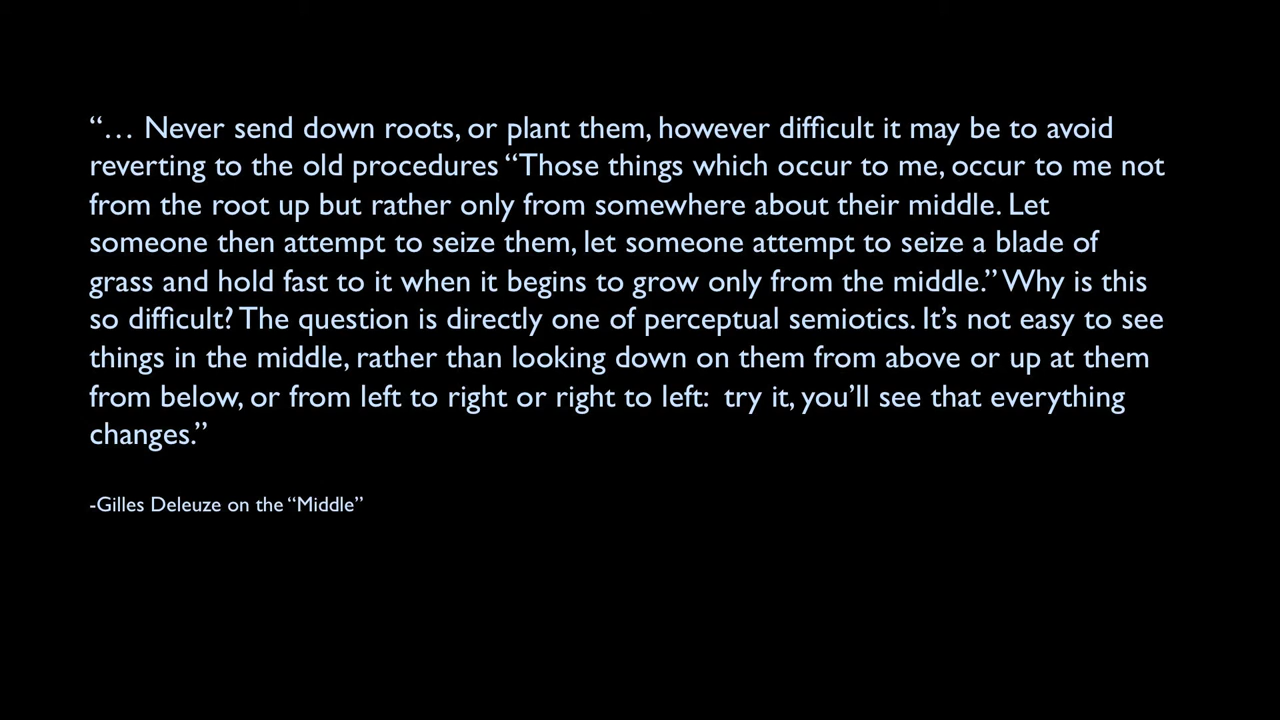 “… Never send down roots, or plant them, however difficult it may be to avoid
reverting to the old procedures “Those things which occur to me, occur to me not
from the root up but rather only from somewhere about their middle. Let
someone then attempt to seize them, let someone attempt to seize a blade of
grass and hold fast to it when it begins to grow only from the middle.” Why is this
so difficult? The question is directly one of perceptual semiotics. It’s not easy to see
things in the middle, rather than looking down on them from above or up at them
from below, or from left to right or right to left:  try it, you’ll see that everything
changes.”
-Gilles Deleuze on the “Middle”